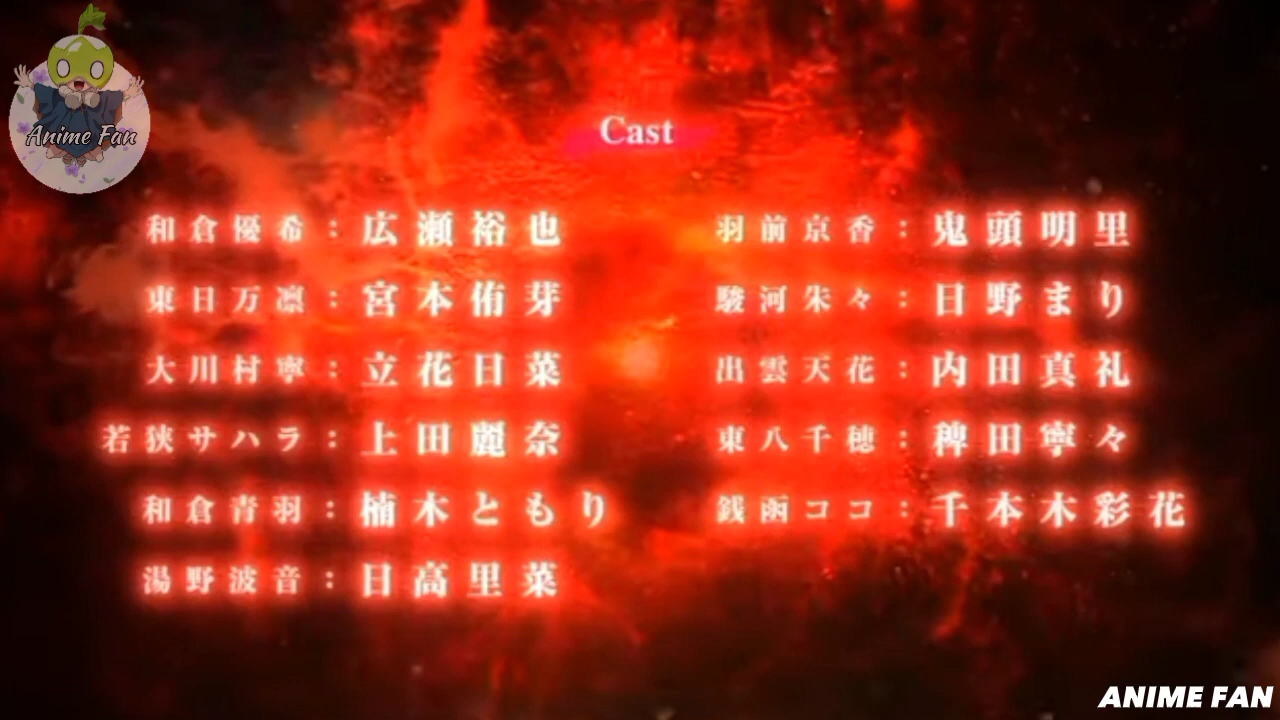 Anime Fan
Cast
和倉優希：広瀬裕也
羽前京香：鬼頭明里
東日万凛：宮本侑芽
駿河朱々：日野まり
大川村寧：立花日菜
出雲天花：内田真礼
若狭サハラ：上田麗奈
東八千穂：稗田寧々
和倉青羽：楠木ともり
銭函ココ：千本木彩花
湯野波音：日高里菜
ANIME FAN